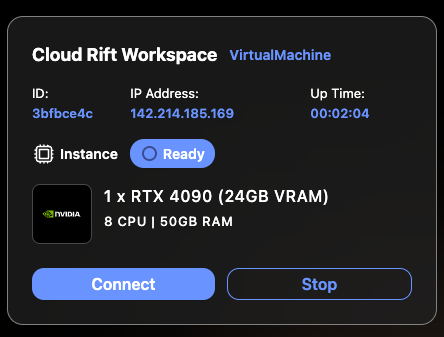 Cloud Rift Workspace VirtualMachine
ID: IP Address: Up Time:
3bfbce4c 142.214.185.169 00:02:04
Instance Ready
NVIDIA
1 x RTX 4090 (24GB VRAM)
8 CPU | 50GB RAM
Connect Stop